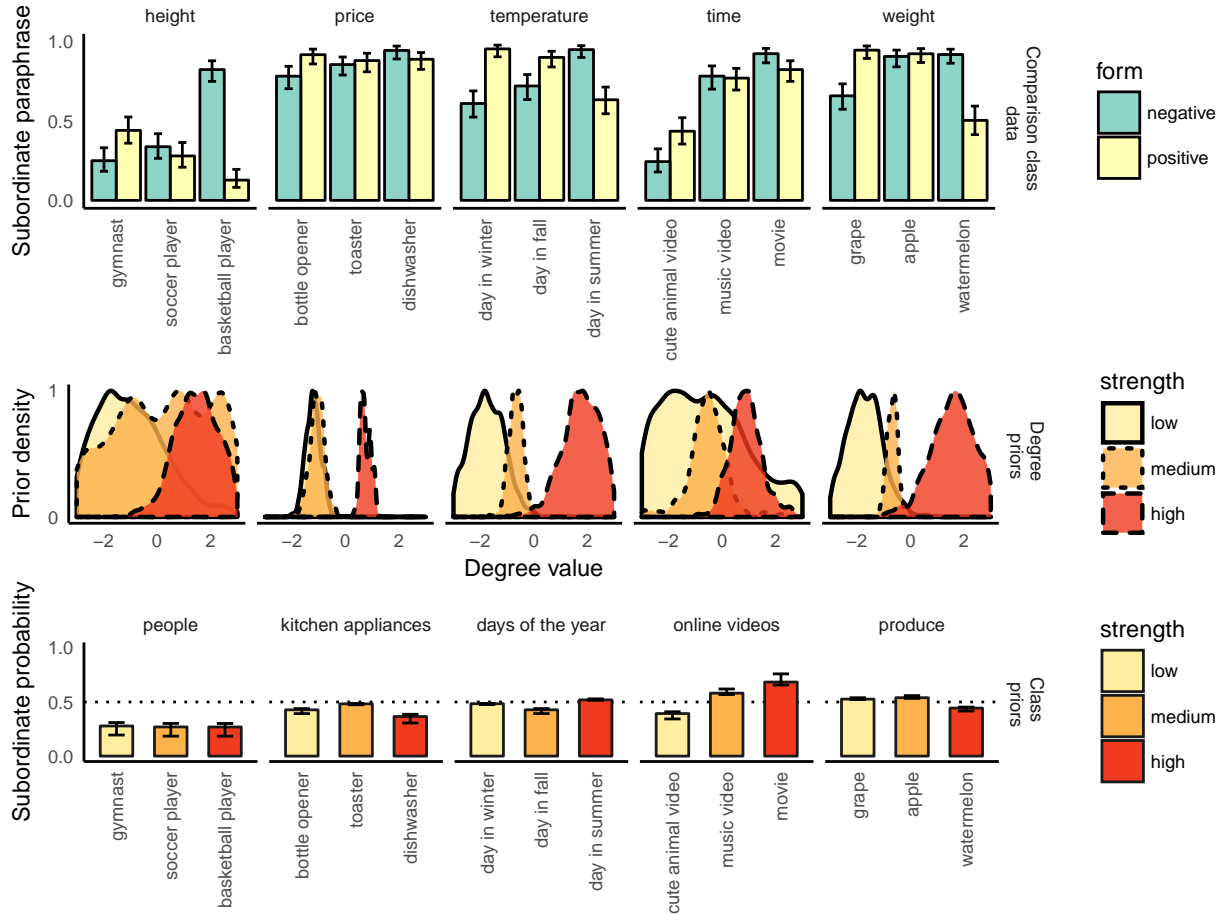 height price temperature time weight
Subordinate paraphrase
1.0
0.5
0.0
Comparison class
data
form
negative
positive
gymnast
soccer player
basketball player
bottle opener
toaster
dishwasher
day in winter
day in fall
day in summer
cute animal video
music video
movie
grape
apple
watermelon
Prior density
1
0
Degree
priors
strength
low
medium
high
−2 0 2 −2 0 2 −2 0 2 −2 0 2 −2 0 2
Degree value
people kitchen appliances days of the year online videos produce
Subordinate probability
1.0
0.5
0.0
Class
priors
strength
low
medium
high
gymnast
soccer player
basketball player
bottle opener
toaster
dishwasher
day in winter
day in fall
day in summer
cute animal video
music video
movie
grape
apple
watermelon